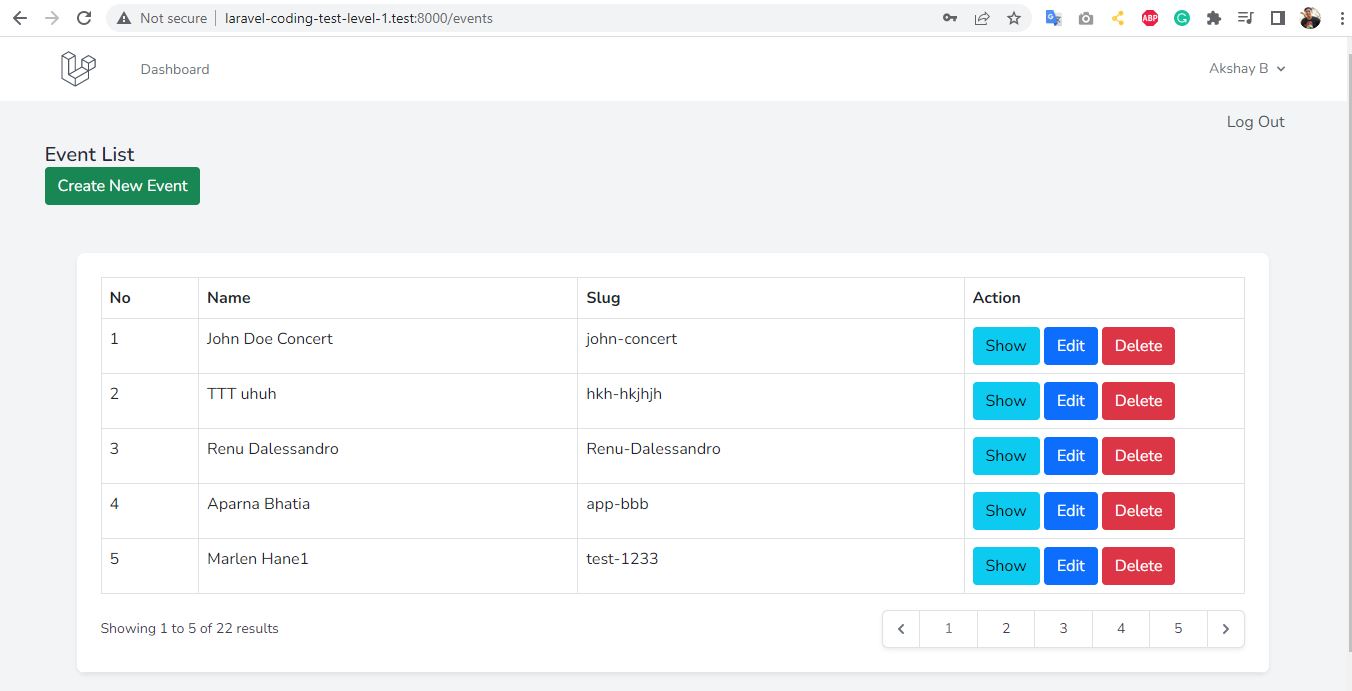 Not secure laravel-coding-test-level-1.test:8000/events ABP
Dashboard Akshay B
Log Out
Event List
Create New Event
No Name Slug Action
1 John Doe Concert john-concert Show Edit Delete
2 TTT uhuh hkh-hkjhjh Show Edit Delete
3 Renu Dalessandro Renu-Dalessandro Show Edit Delete
4 Aparna Bhatia app-bbb Show Edit Delete
5 Marlen Hane1 test-1233 Show Edit Delete
Showing 1 to 5 of 22 results 1 2 3 4 5